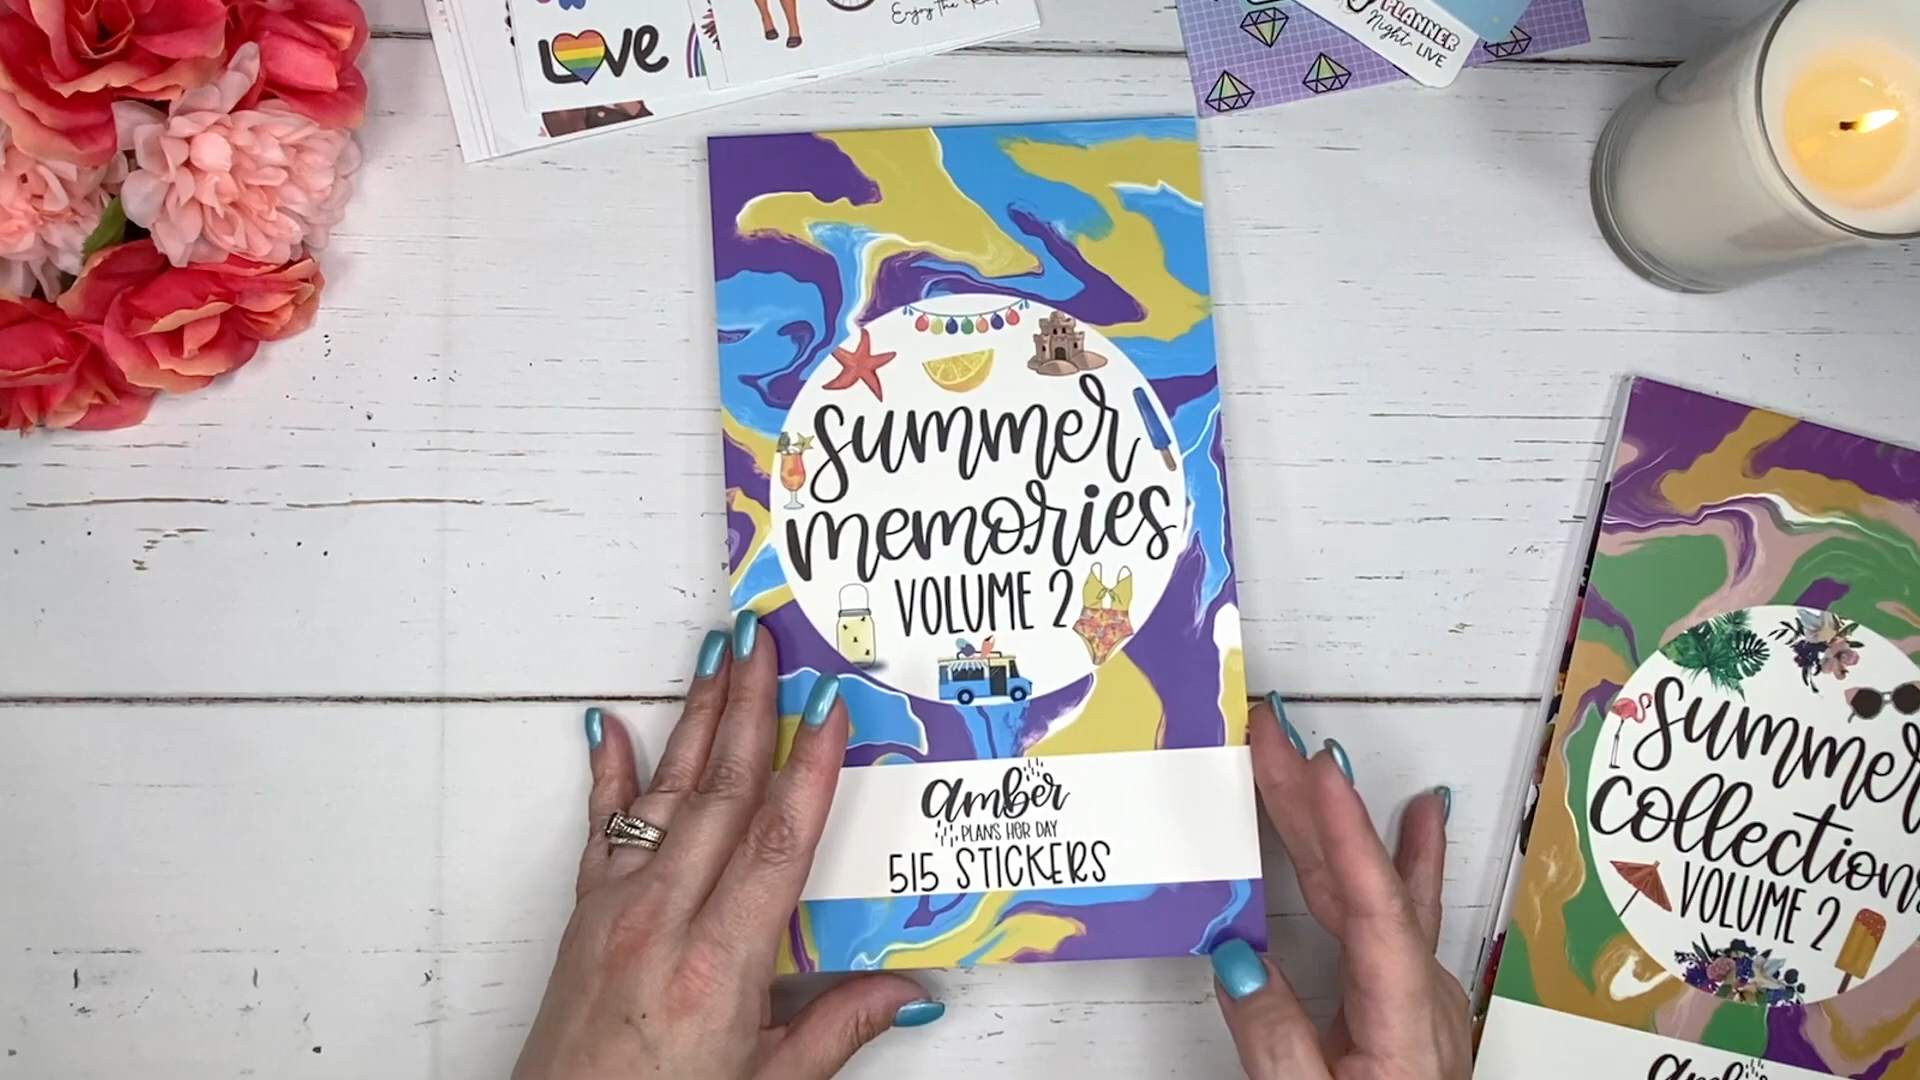 LOVE
Enjoy the
PLANNER
Night LIVE
summer
memories
VOLUME 2
amber
PLANS HER DAY
515 STICKERS
summer
collection
VOLUME 2